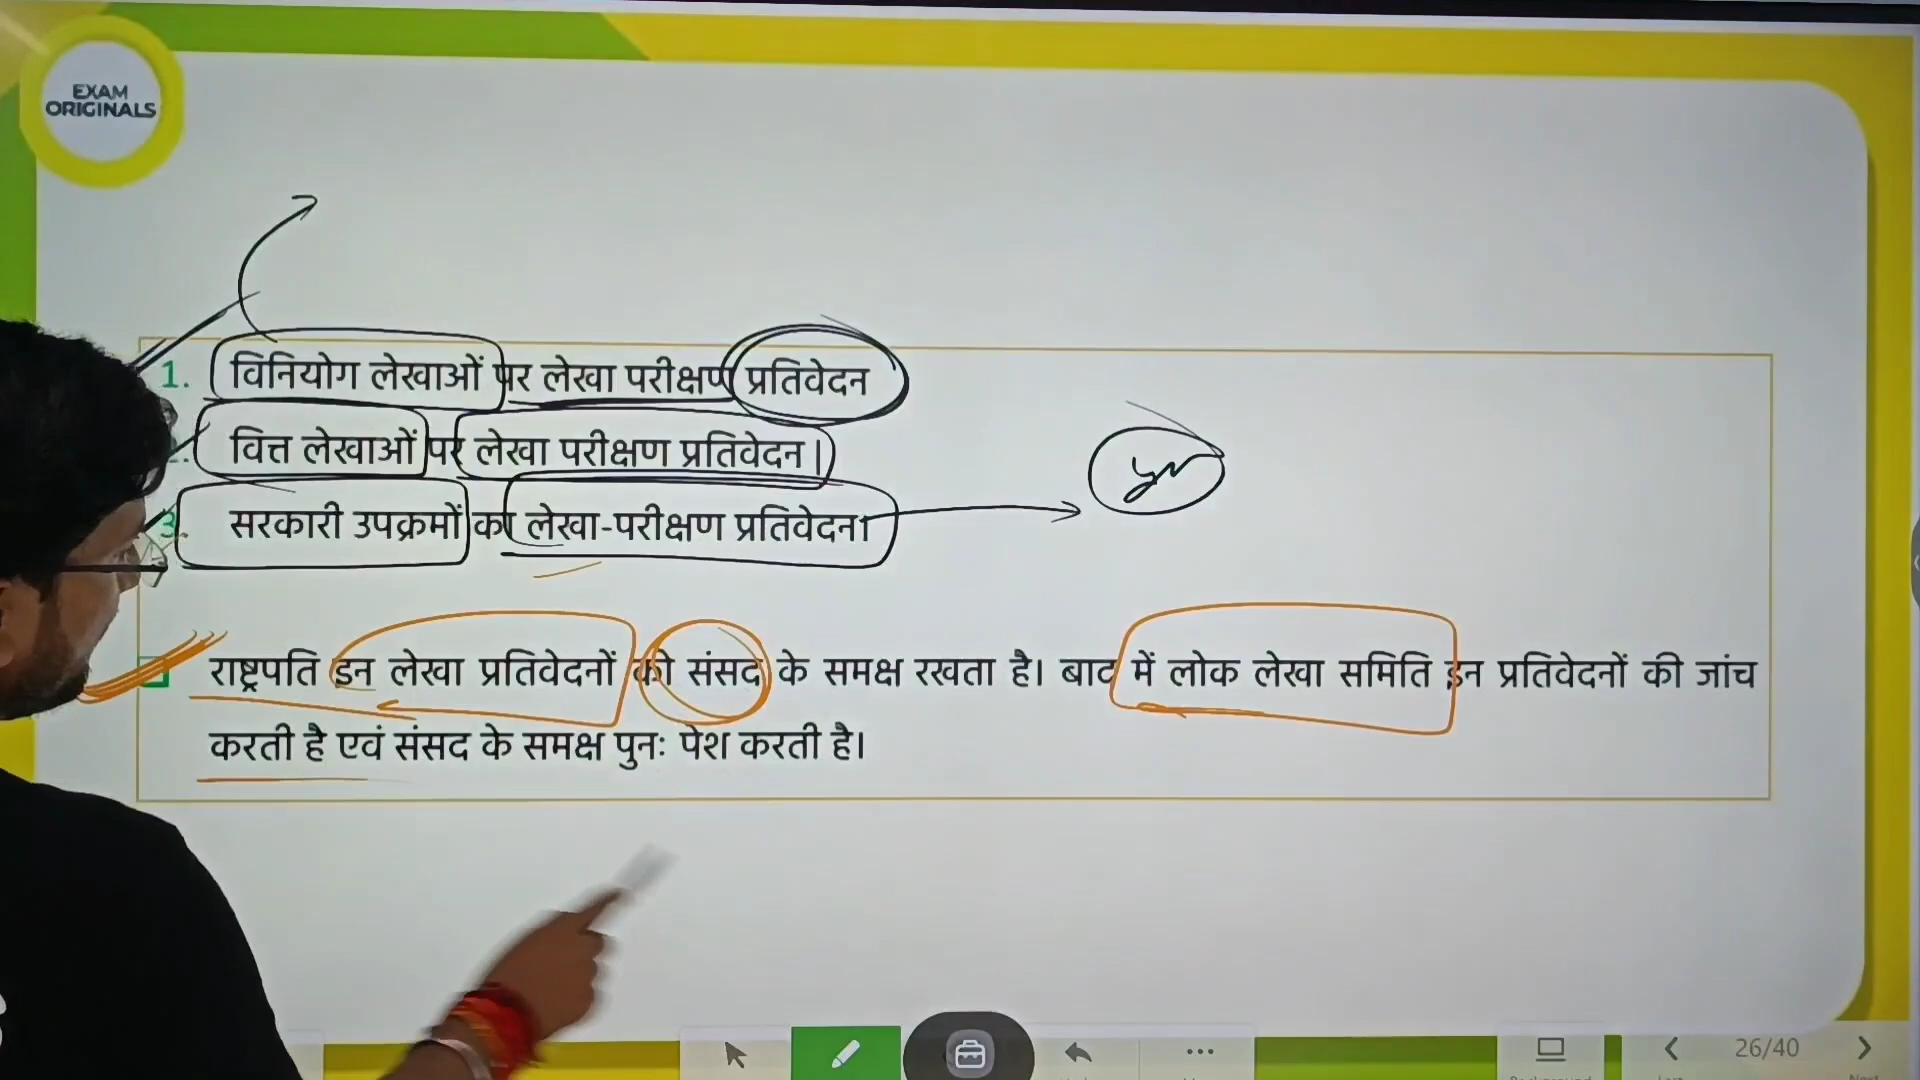 EXAM
ORIGINALS
1. विनियोग लेखाओं पर लेखा परीक्षण प्रतिवेदन
वित्त लेखाओं पर लेखा परीक्षण प्रतिवेदन।
3. सरकारी उपक्रमों का लेखा-परीक्षण प्रतिवेदन।
राष्ट्रपति इन लेखा प्रतिवेदनों को संसद के समक्ष रखता है। बाद में लोक लेखा समिति इन प्रतिवेदनों की जांच
करती है एवं संसद के समक्ष पुनः पेश करती है।
26/40